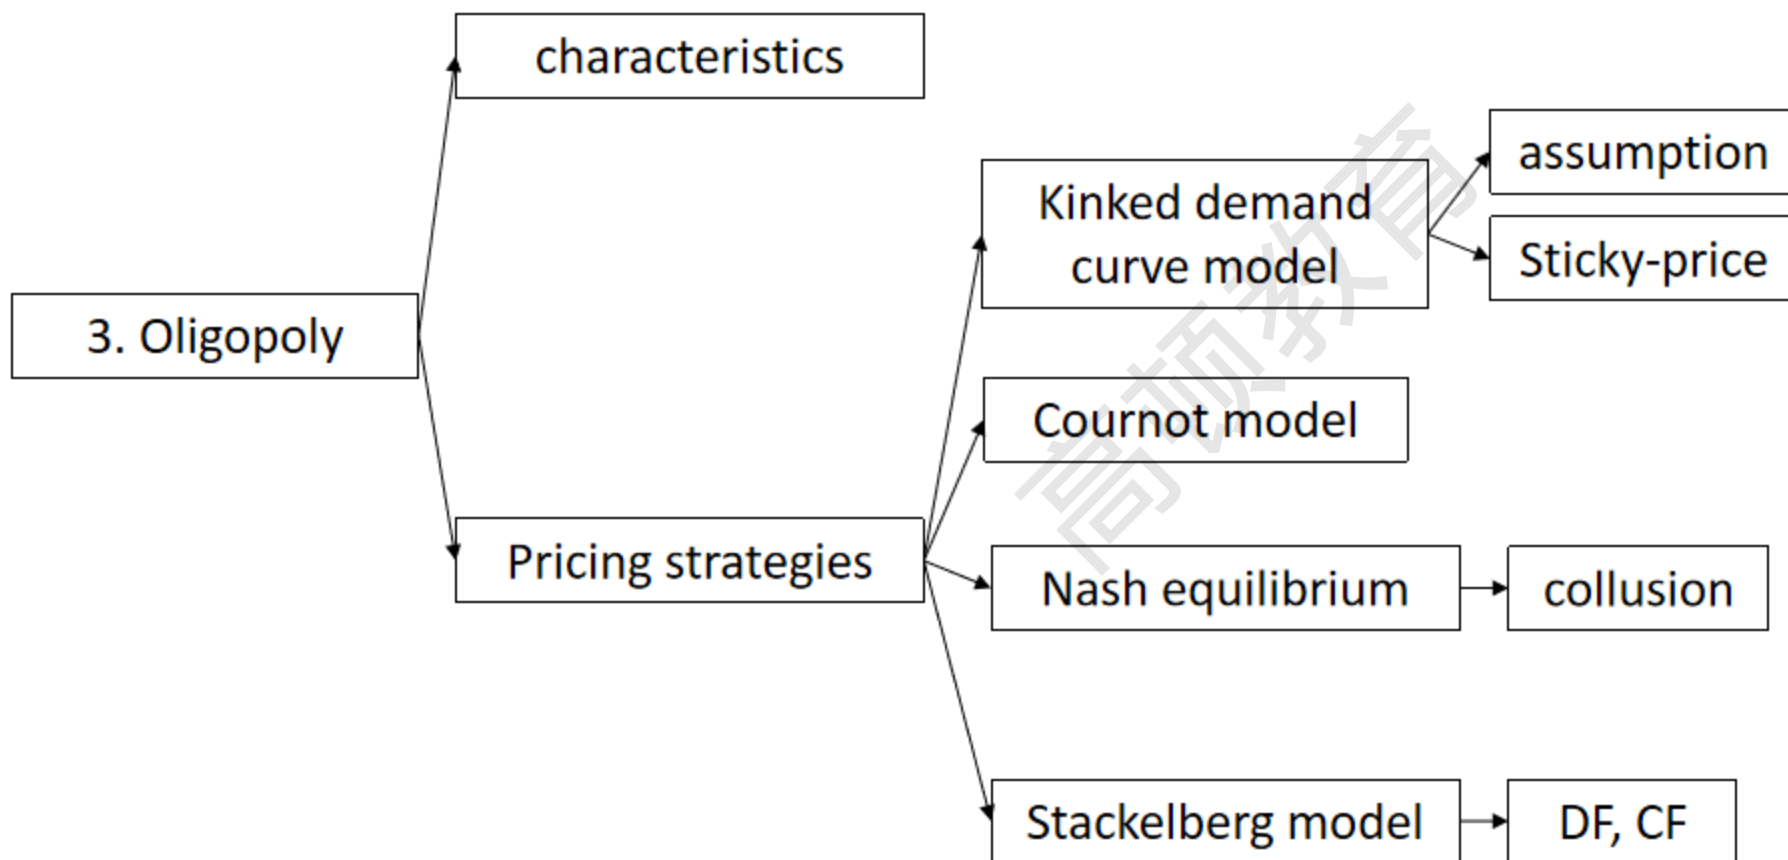 characteristics
assumption
Kinked demand
curve model
Sticky-price
3. Oligopoly
Cournot model
Pricing strategies
Nash equilibrium
collusion
Stackelberg model
DF, CF
高顿教育